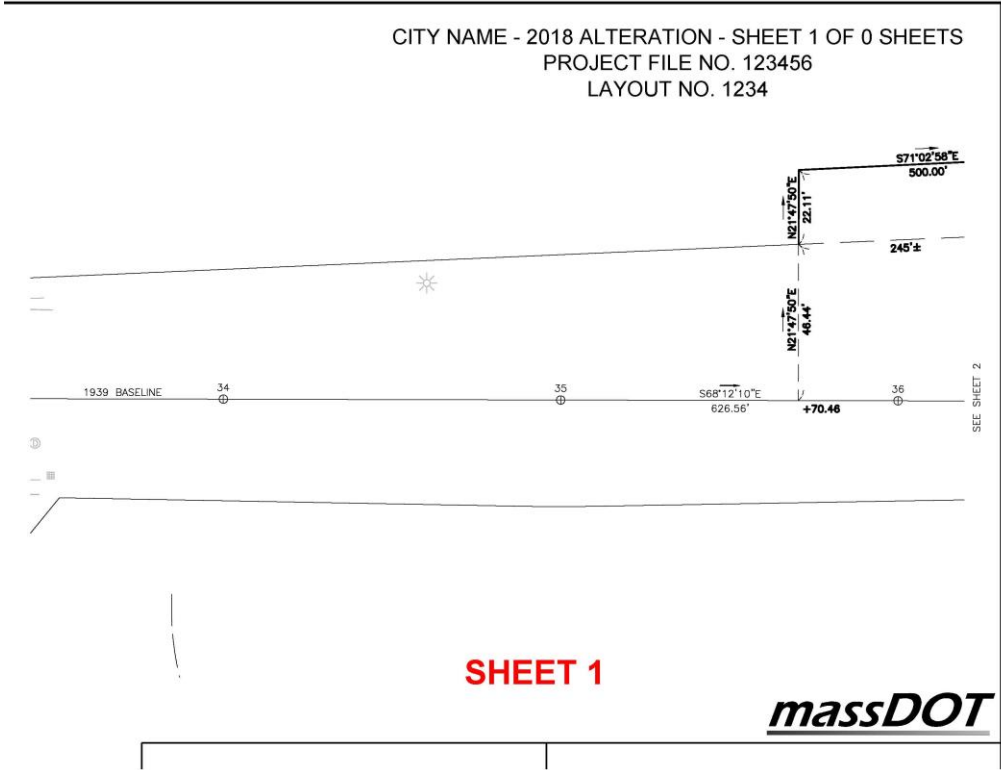 CITY NAME - 2018 ALTERATION - SHEET 1 OF 0 SHEETS
PROJECT FILE NO. 123456
LAYOUT NO. 1234
S71°02'58"E
500.00'
N21°47'50"E
22.11'
245'±
N21°47'50"E
46.44'
1939 BASELINE
34
35
S68°12'10"E
626.56'
+70.46
36
SEE SHEET 2
SHEET 1
massDOT